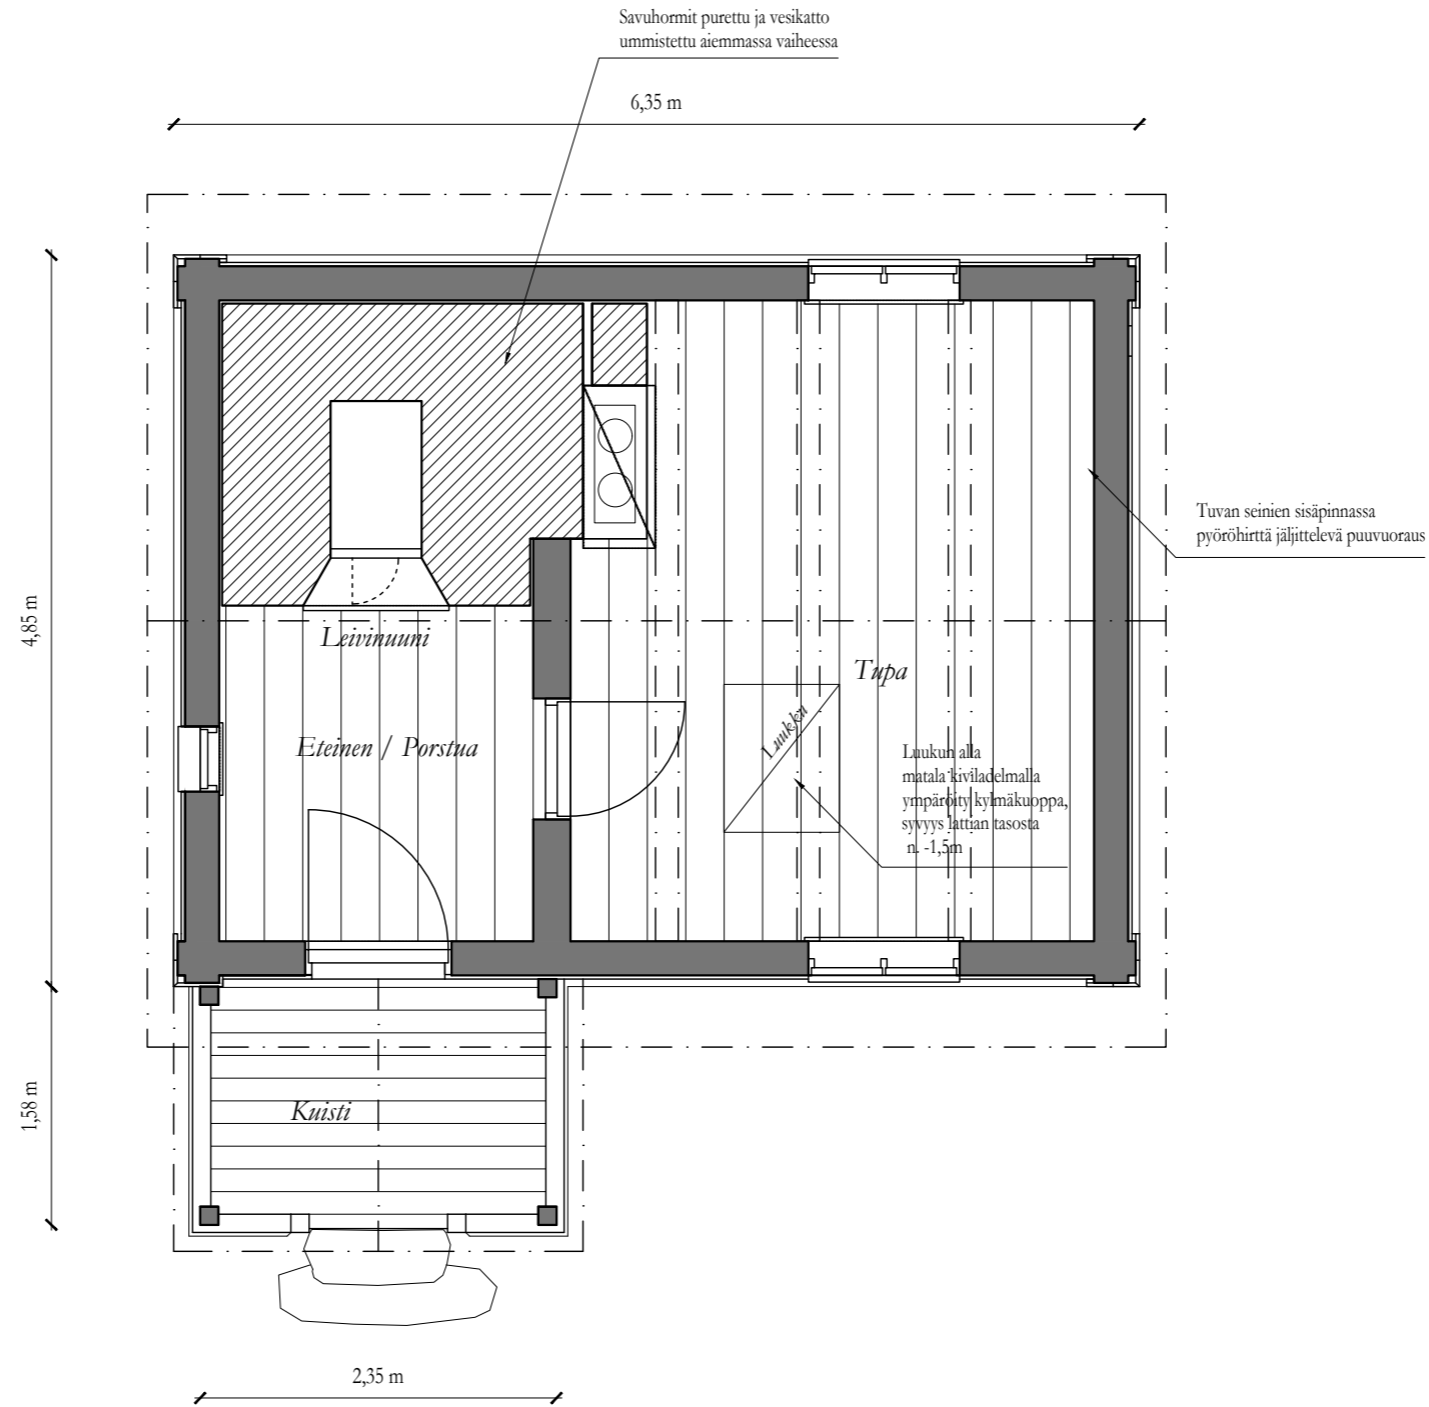 Savuhormit purettu ja vesikatto
ummistettu aiemmassa vaiheessa
6,35 m
Tuvan seinien sisäpinnassa
pyöröhirttä jäljittelevä puuvuoraus
4,85 m
Leivinuuni
Tupa
Luukku
Eteinen / Porstua
Luukun alla
matala kiviladelmalla
ympäröity kylmäkuoppa,
syvyys lattian tasosta
n. -1,5m
1,58 m
Kuisti
2,35 m